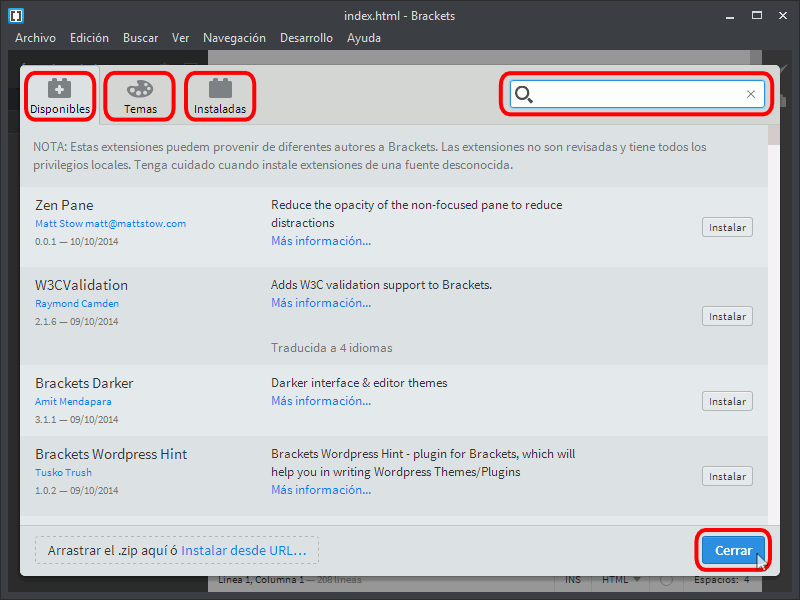 index.html - Brackets
Archivo Edición Buscar Ver Navegación Desarrollo Ayuda
Disponibles Temas Instaladas
NOTA: Estas extensiones puedem provenir de diferentes autores a Brackets. Las extensiones no son revisadas y tiene todos los
privilegios locales. Tenga cuidado cuando instale extensiones de una fuente desconocida.
Zen Pane
Matt Stow matt@mattstow.com
0.0.1 — 10/10/2014
Reduce the opacity of the non-focused pane to reduce
distractions
Más información...
Instalar
W3CValidation
Raymond Camden
2.1.6 — 09/10/2014
Adds W3C validation support to Brackets.
Más información...
Traducida a 4 idiomas
Instalar
Brackets Darker
Amit Mendapara
3.1.1 — 09/10/2014
Darker interface & editor themes
Más información...
Instalar
Brackets Wordpress Hint
Tusko Trush
1.0.2 — 09/10/2014
Brackets Wordpress Hint - plugin for Brackets, which will
help you in writing Wordpress Themes/Plugins
Más información...
Instalar
Arrastrar el .zip aquí ó Instalar desde URL...
Cerrar
Línea 1, Columna 1 — 208 líneas INS HTML Espacios: 4